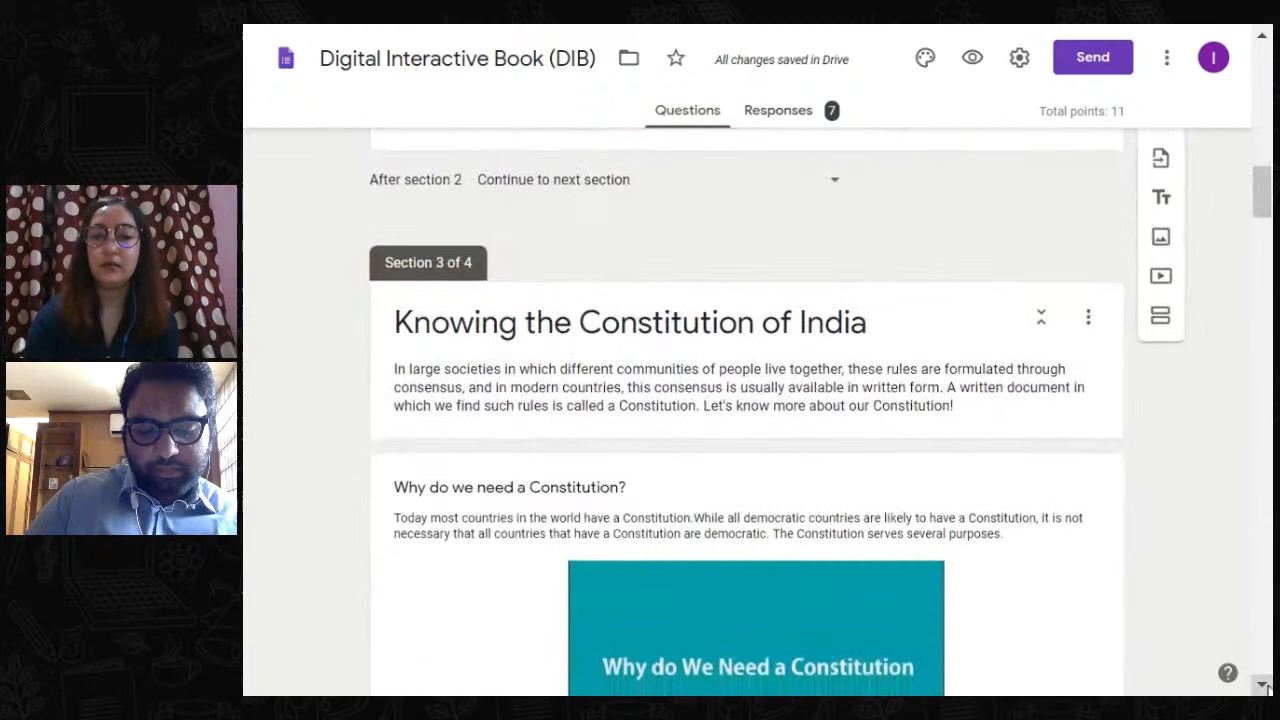 Digital Interactive Book (DIB)
All changes saved in Drive
Send
I
Questions
Responses 7
Total points: 11
After section 2 Continue to next section
Section 3 of 4
Knowing the Constitution of India
In large societies in which different communities of people live together, these rules are formulated through
consensus, and in modern countries, this consensus is usually available in written form. A written document in
which we find such rules is called a Constitution. Let's know more about our Constitution!
Why do we need a Constitution?
Today most countries in the world have a Constitution.While all democratic countries are likely to have a Constitution, it is not
necessary that all countries that have a Constitution are democratic. The Constitution serves several purposes.
Why do We Need a Constitution